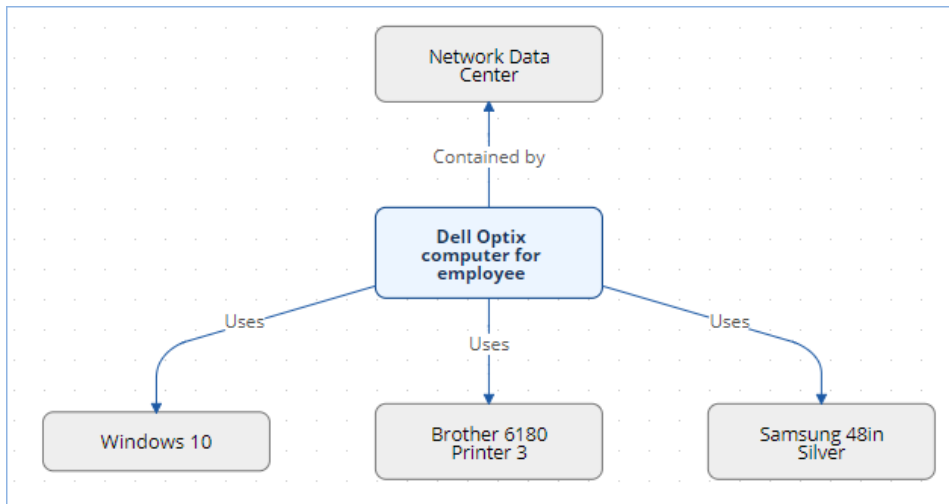 Network Data
Center
Contained by
Dell Optix
computer for
employee
Uses
Uses
Uses
Windows 10
Brother 6180
Printer 3
Samsung 48in
Silver